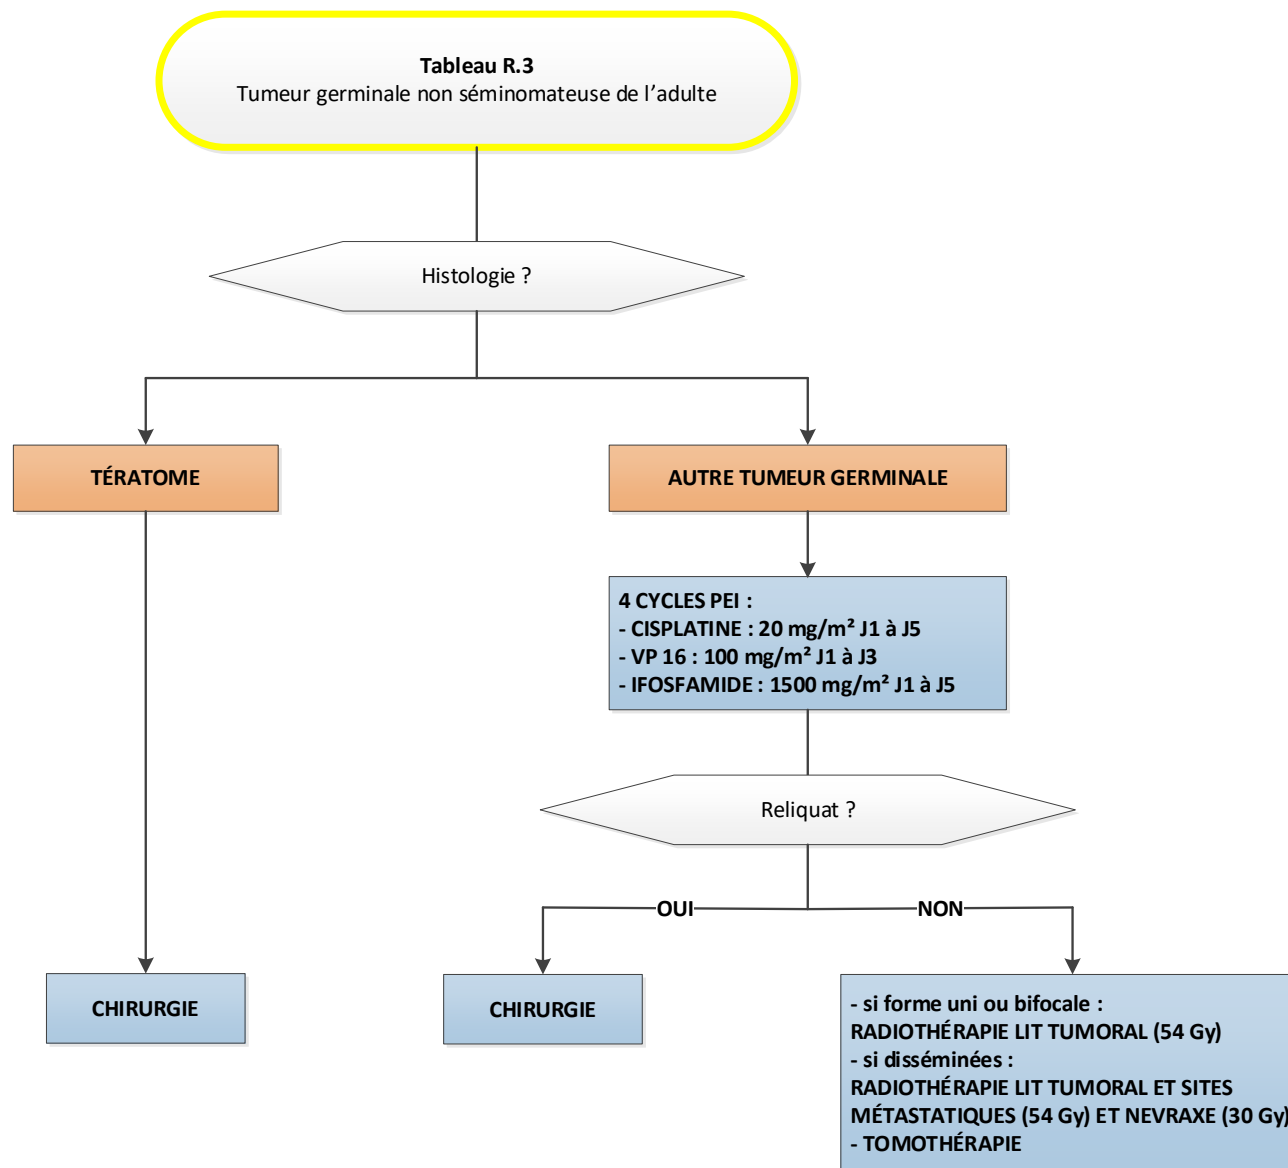 Tableau R.3
Tumeur germinale non séminomateuse de l’adulte
Histologie ?
TÉRATOME
AUTRE TUMEUR GERMINALE
4 CYCLES PEI :
- CISPLATINE : 20 mg/m² J1 à J5
- VP 16 : 100 mg/m² J1 à J3
- IFOSFAMIDE : 1500 mg/m² J1 à J5
Reliquat ?
OUI
NON
CHIRURGIE
CHIRURGIE
- si forme uni ou bifocale :
RADIOTHÉRAPIE LIT TUMORAL (54 Gy)
- si disséminées :
RADIOTHÉRAPIE LIT TUMORAL ET SITES
MÉTASTATIQUES (54 Gy) ET NEVRAXE (30 Gy)
- TOMOTHÉRAPIE